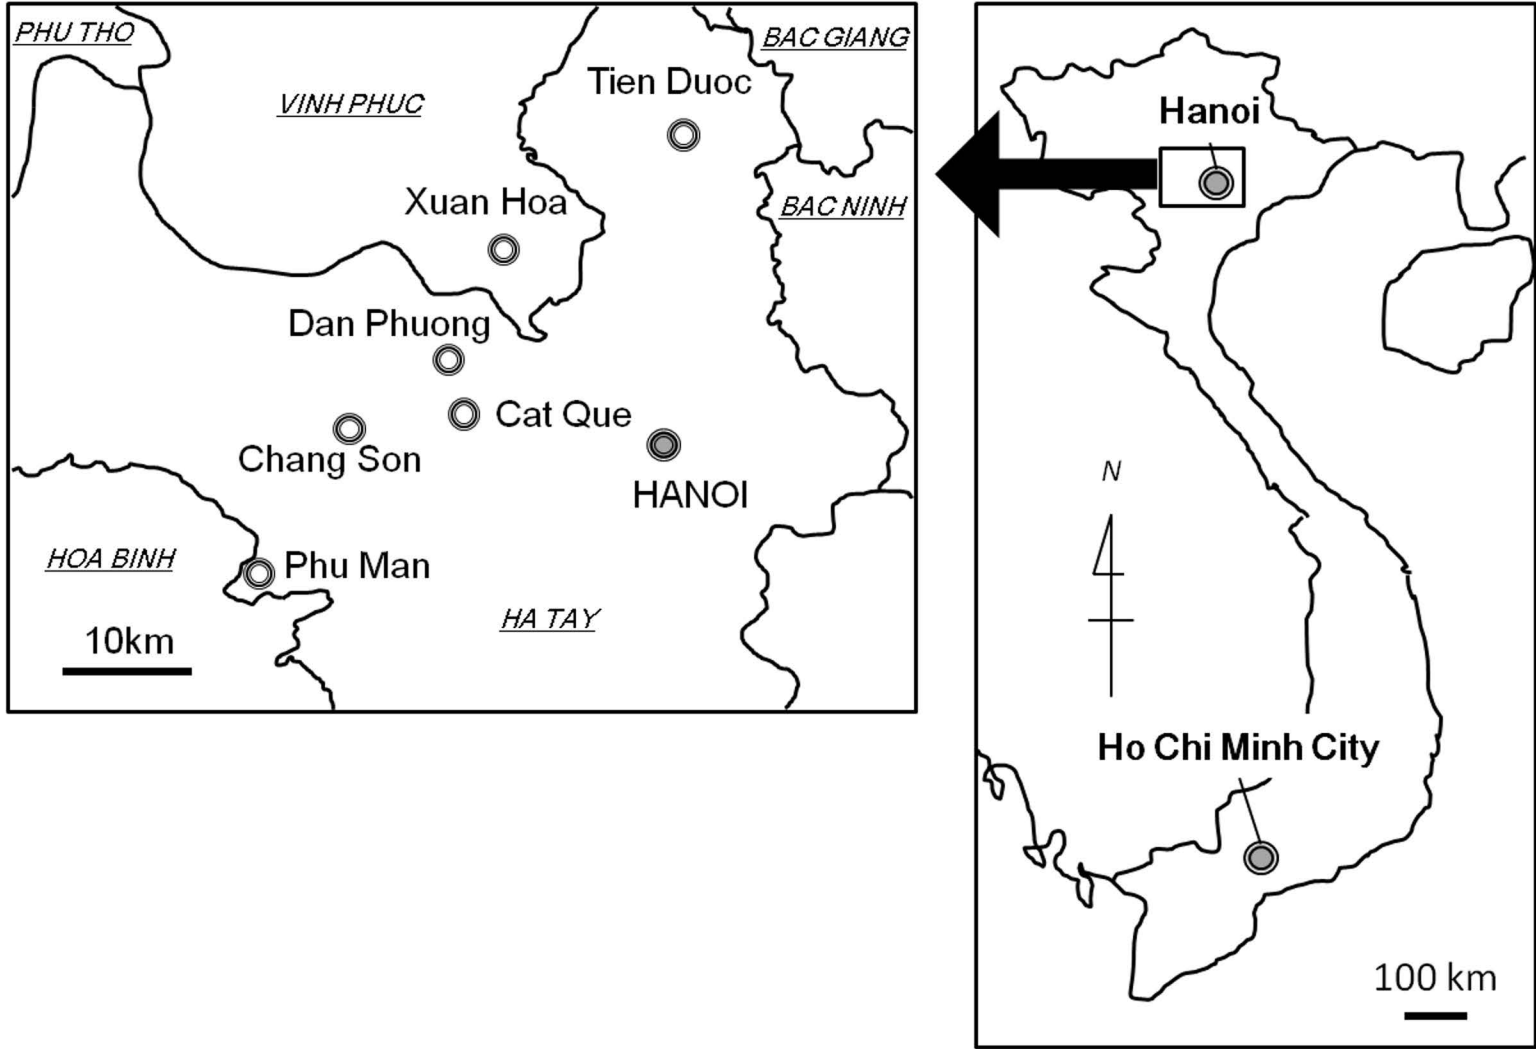 PHU THO
BAC GIANG
VINH PHUC
Tien Duoc
Xuan Hoa
BAC NINH
Dan Phuong
Cat Que
Chang Son
HANOI
HOA BINH
Phu Man
HA TAY
10km
Hanoi
N
Ho Chi Minh City
100 km